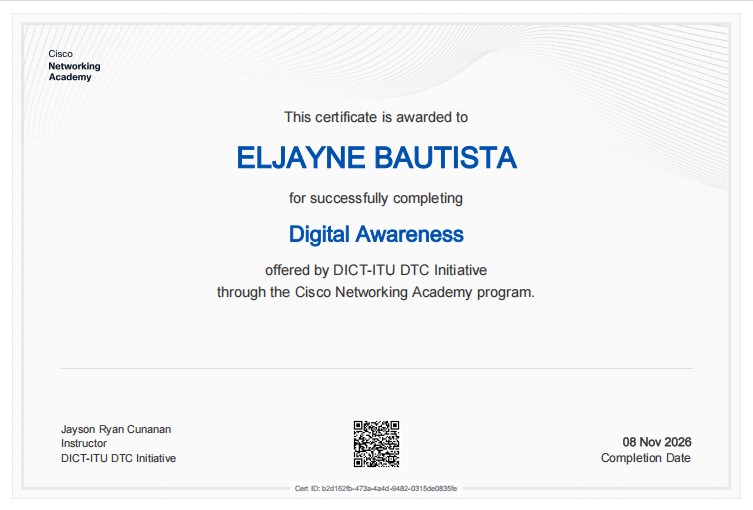 Cisco
Networking
Academy
This certificate is awarded to
ELJAYNE BAUTISTA
for successfully completing
Digital Awareness
offered by DICT-ITU DTC Initiative
through the Cisco Networking Academy program.
Jayson Ryan Cunanan
Instructor
DICT-ITU DTC Initiative
08 Nov 2026
Completion Date
Cert ID: b2d162fb-473a-4a4d-9482-0315de0835fe